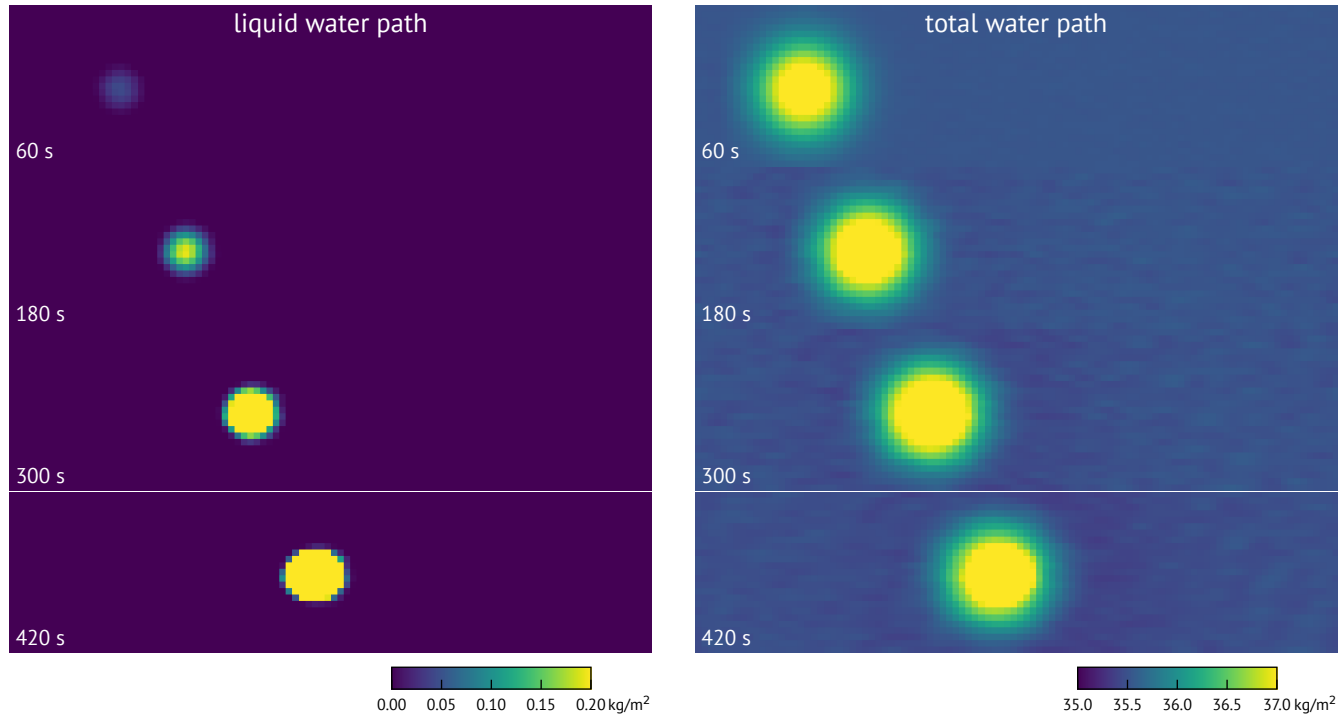 liquid water path
60 s
180 s
300 s
420 s
0.00 0.05 0.10 0.15 0.20 kg/m²
total water path
60 s
180 s
300 s
420 s
35.0 35.5 36.0 36.5 37.0 kg/m²